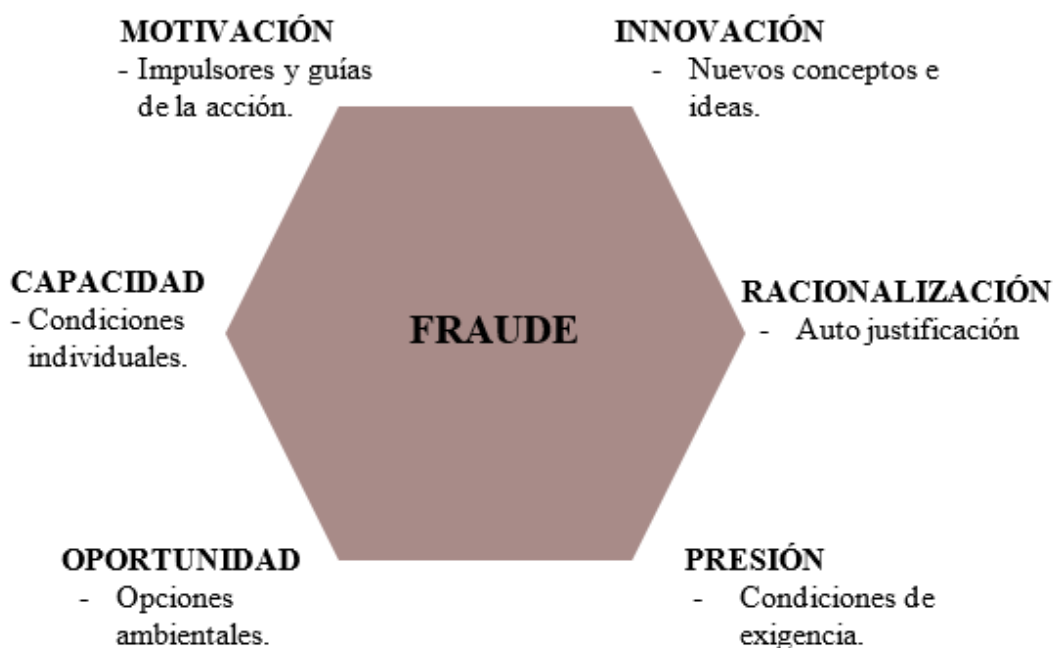 MOTIVACIÓN
- Impulsores y guías
de la acción.
INNOVACIÓN
- Nuevos conceptos e
ideas.
CAPACIDAD
- Condiciones
individuales.
FRAUDE
RACIONALIZACIÓN
- Auto justificación
OPORTUNIDAD
- Opciones
ambientales.
PRESIÓN
- Condiciones de
exigencia.